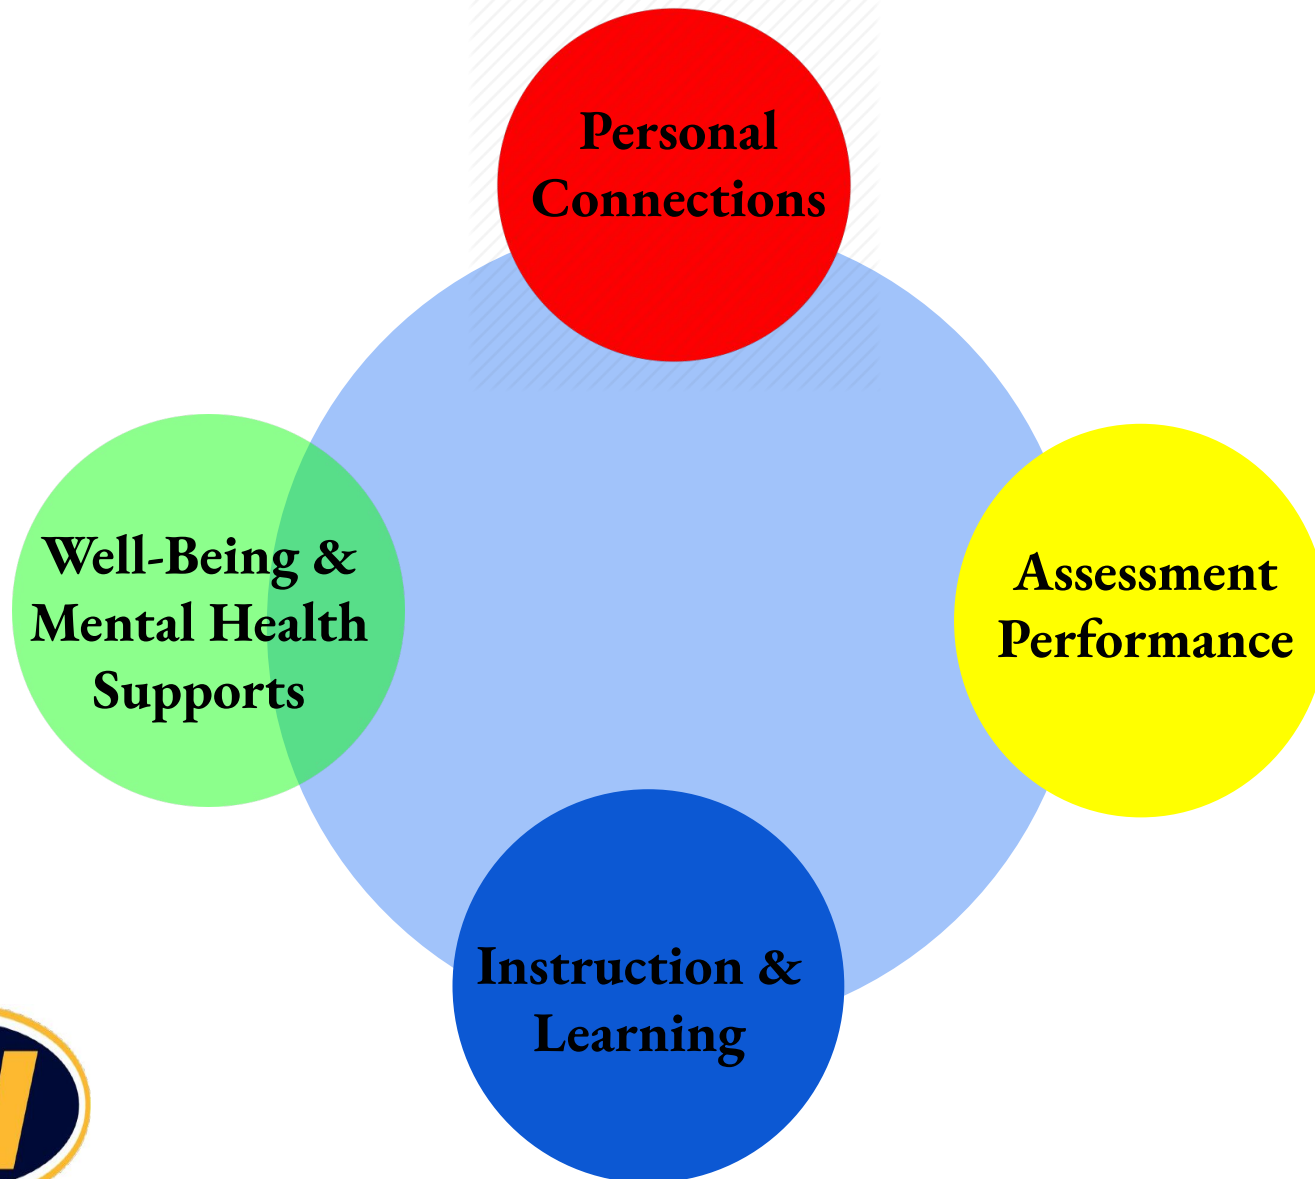 Personal
Connections
Well-Being &
Mental Health
Supports
Assessment
Performance
Instruction &
Learning